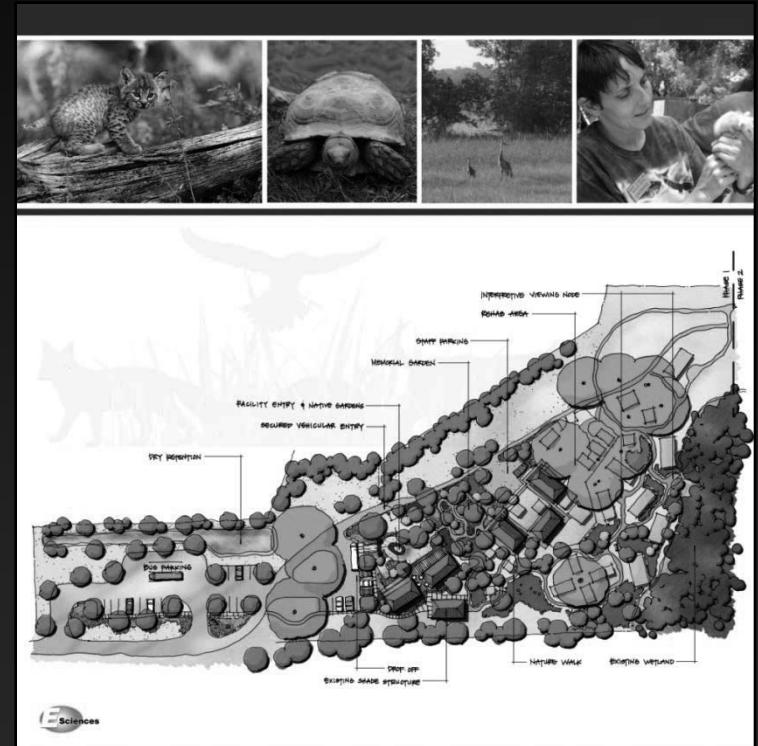 PHASE 1
PHASE 2
INTERPRETIVE VIEWING NODE
REHAB AREA
STAFF PARKING
MEMORIAL GARDEN
FACILITY ENTRY & NATIVE GARDENS
SECURED VEHICULAR ENTRY
DRY RETENTION
BUS PARKING
DROP OFF
EXISTING SHADE STRUCTURE
NATURE WALK
EXISTING WETLAND
E Sciences